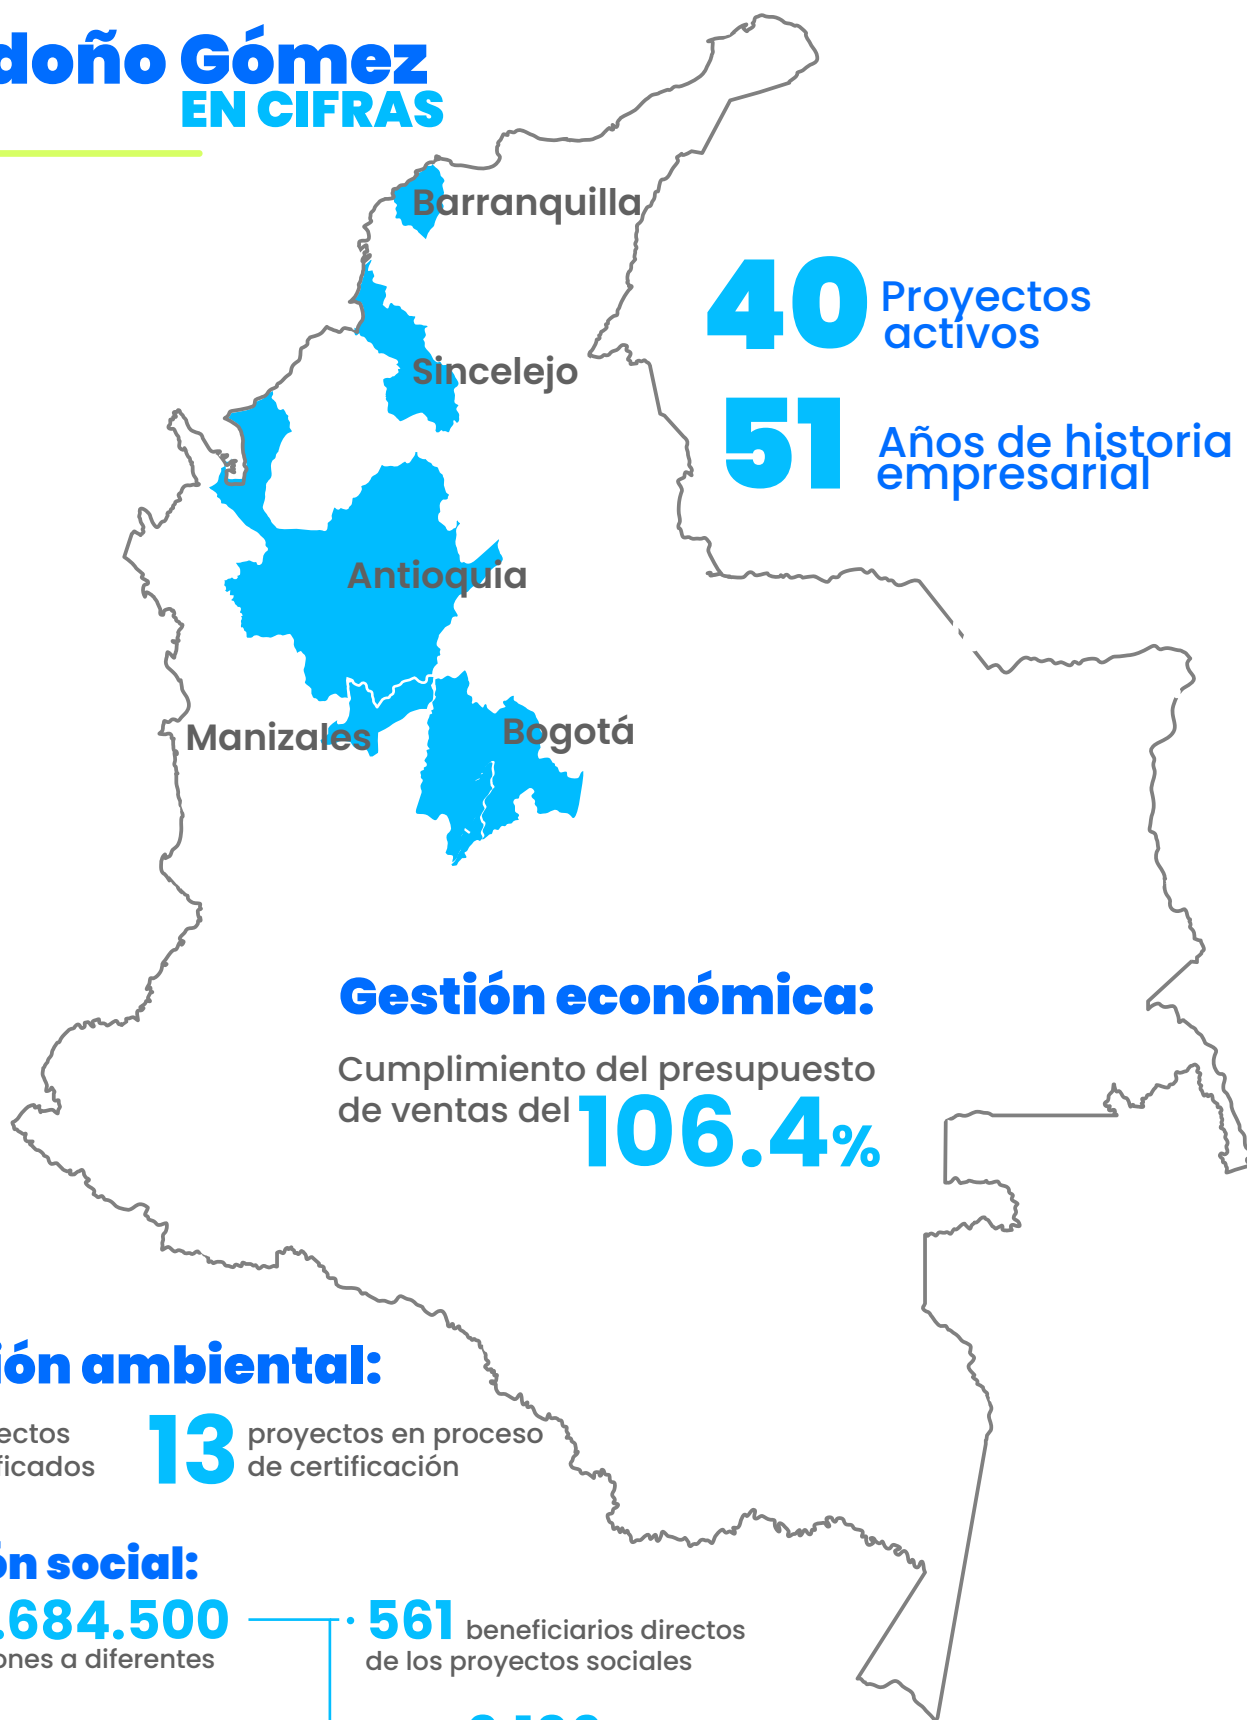 doño Gómez
EN CIFRAS
Barranquilla
40 Proyectos
activos
Sincelejo
51 Años de historia
empresarial
Antioquia
Manizales
Bogotá
Gestión económica:
Cumplimiento del presupuesto
de ventas del 106.4%
ión ambiental:
ectos
ficados
13 proyectos en proceso
de certificación
ón social:
.684.500
ones a diferentes
561 beneficiarios directos
de los proyectos sociales